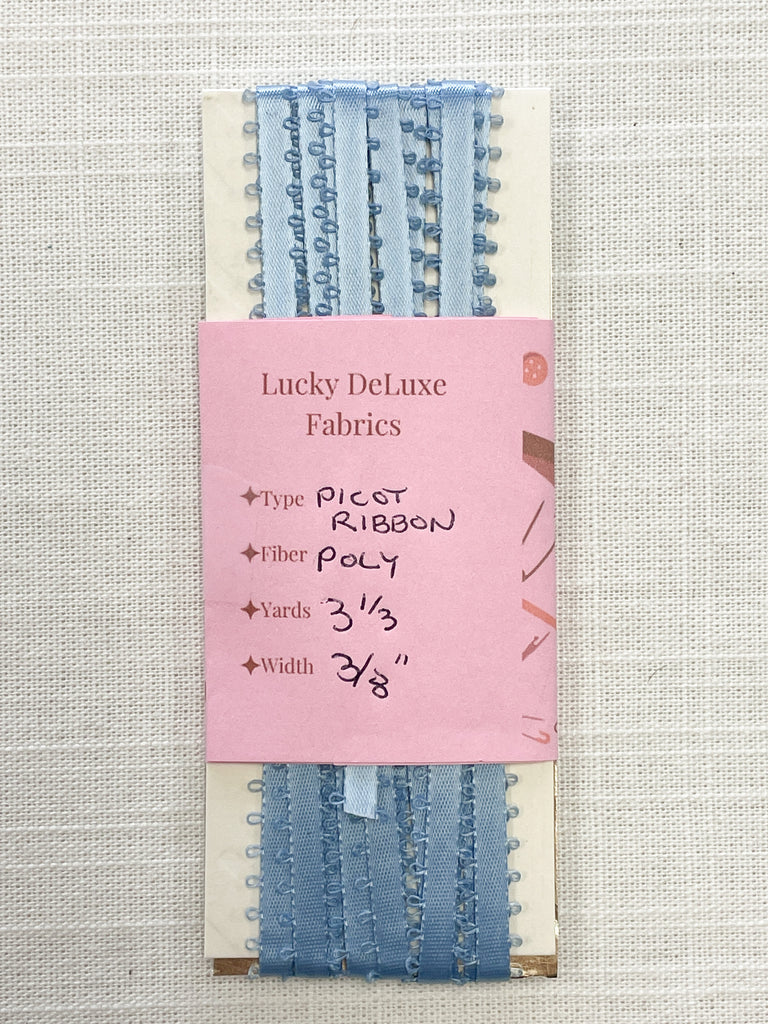 Lucky DeLuxe
Fabrics
Type PICOT
RIBBON
Fiber POLY
Yards 3 1/3
Width 3/8"